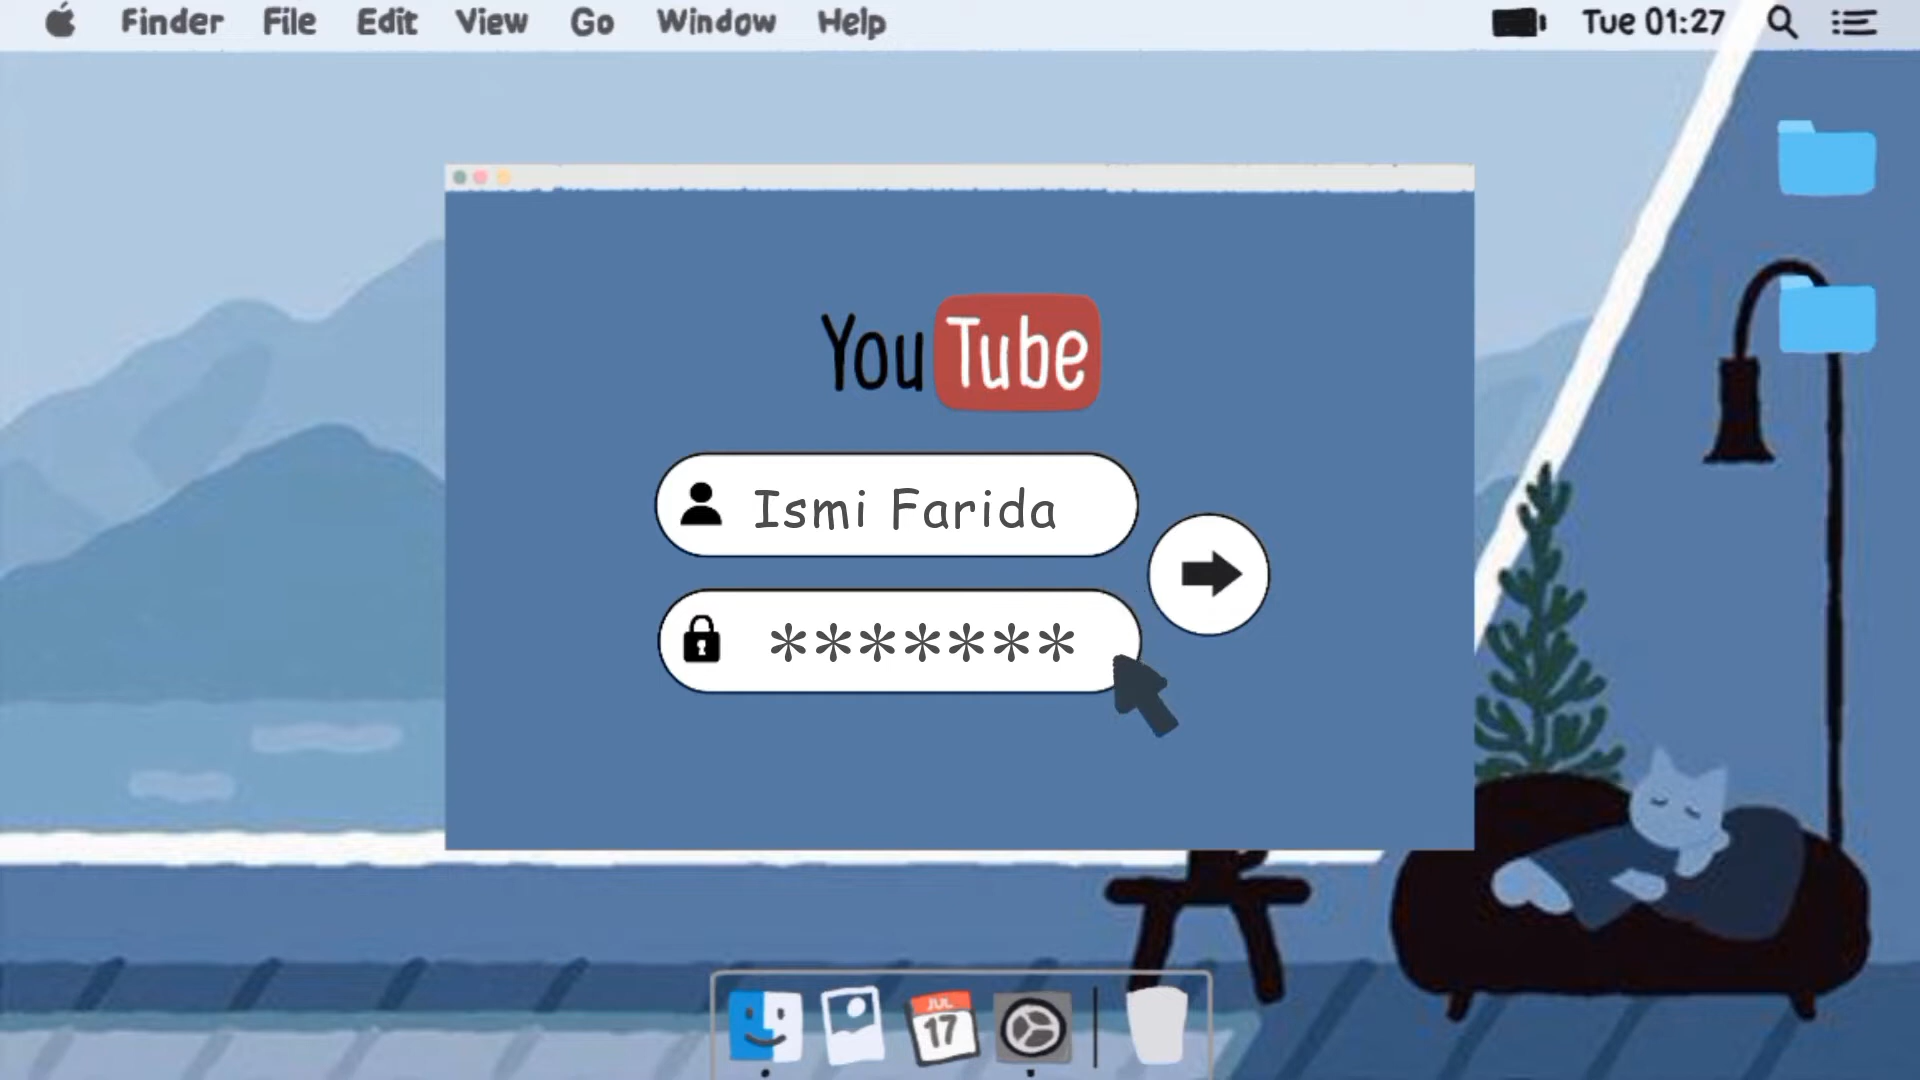 Finder File Edit View Go Window Help Tue 01:27
YouTube
Ismi Farida
*******
JUL
17